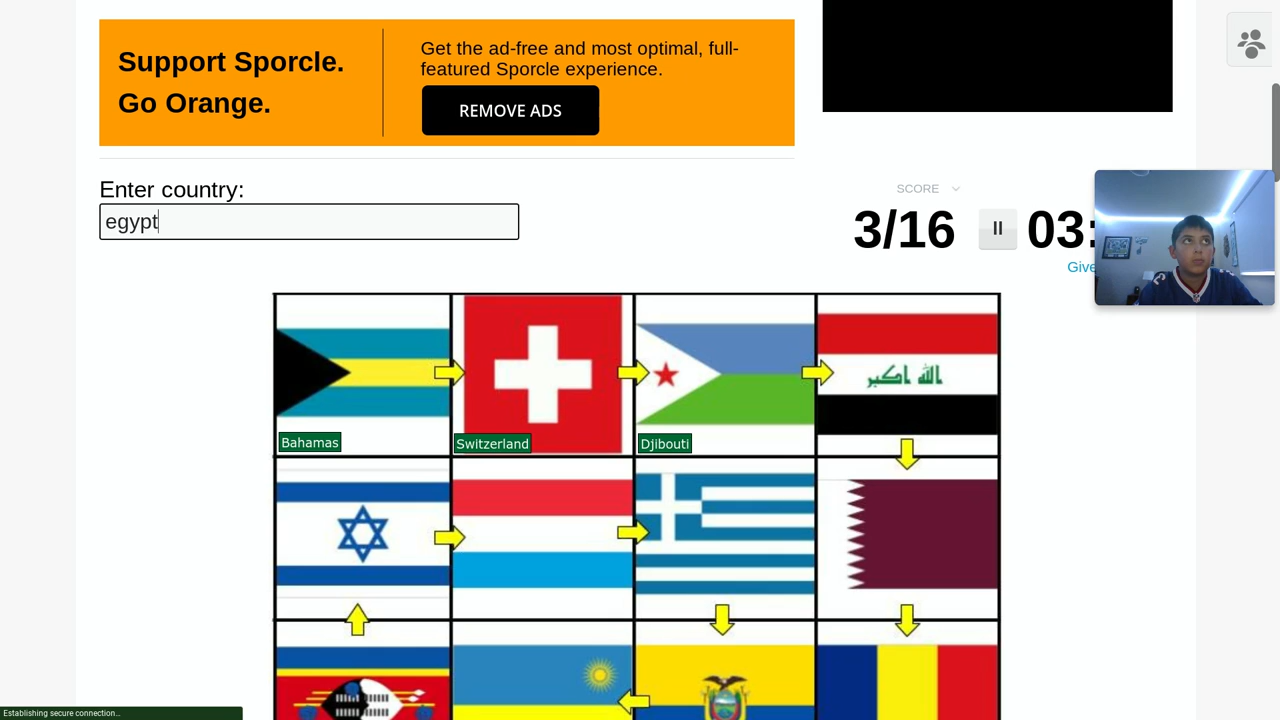 Support Sporcle.
Go Orange.
Get the ad-free and most optimal, full-
featured Sporcle experience.
REMOVE ADS
Enter country:
egypt
SCORE
3/16
03:
Give
الله اكبر
Bahamas
Switzerland
Djibouti
Establishing secure connection...